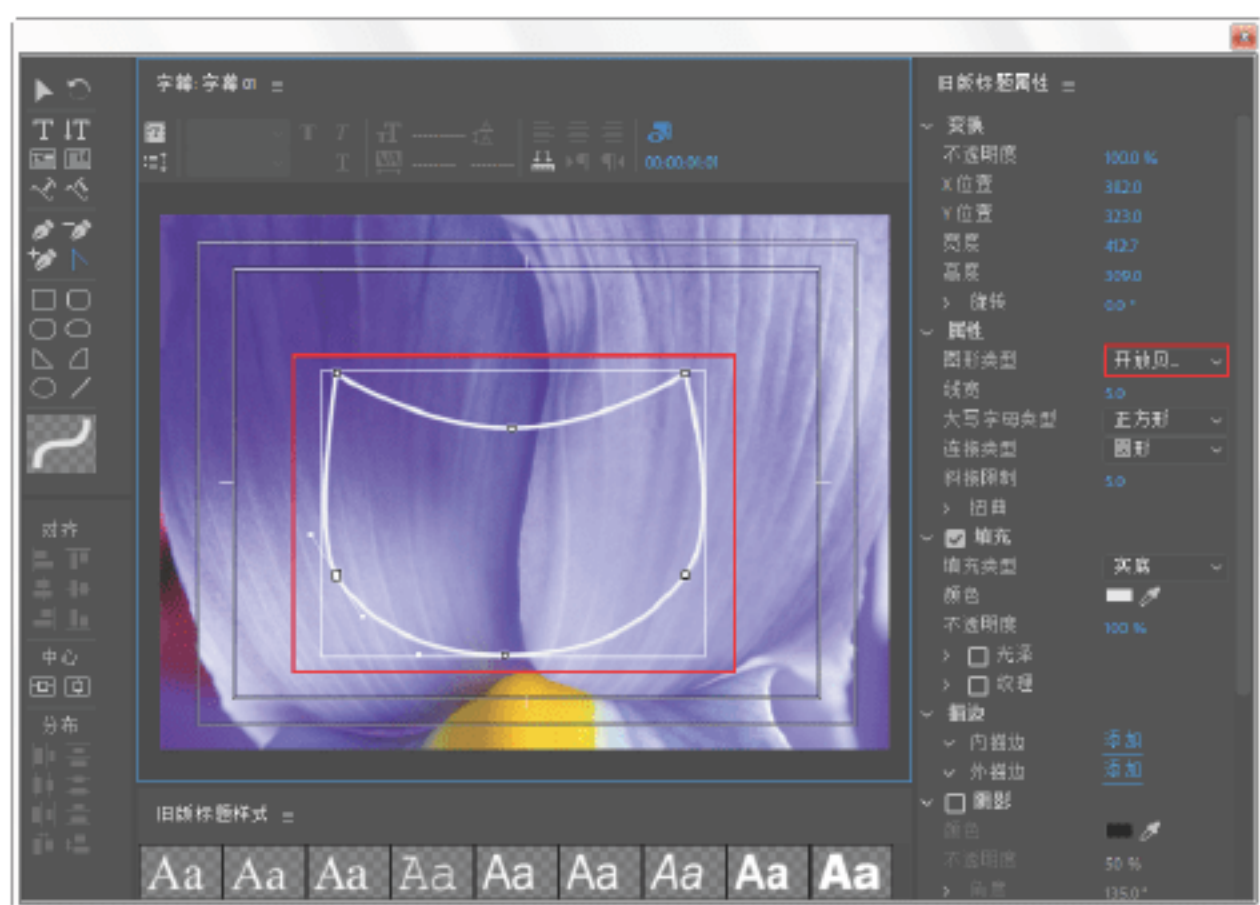 字幕: 字幕 01
00:00:01:01
旧版标题属性
变换
不透明度 100.0 %
X 位置 382.0
Y 位置 323.0
宽度 412.7
高度 309.0
旋转 0.0 °
属性
图形类型 开放贝...
线宽 5.0
大写字母类型 正方形
连接类型 圆形
斜接限制 5.0
扭曲
填充
填充类型 实底
颜色
不透明度 100 %
光泽
纹理
描边
内描边 添加
外描边 添加
阴影
颜色
不透明度 50 %
角度 135.0 °
对齐
中心
分布
旧版标题样式
Aa Aa Aa Aa Aa Aa Aa Aa Aa